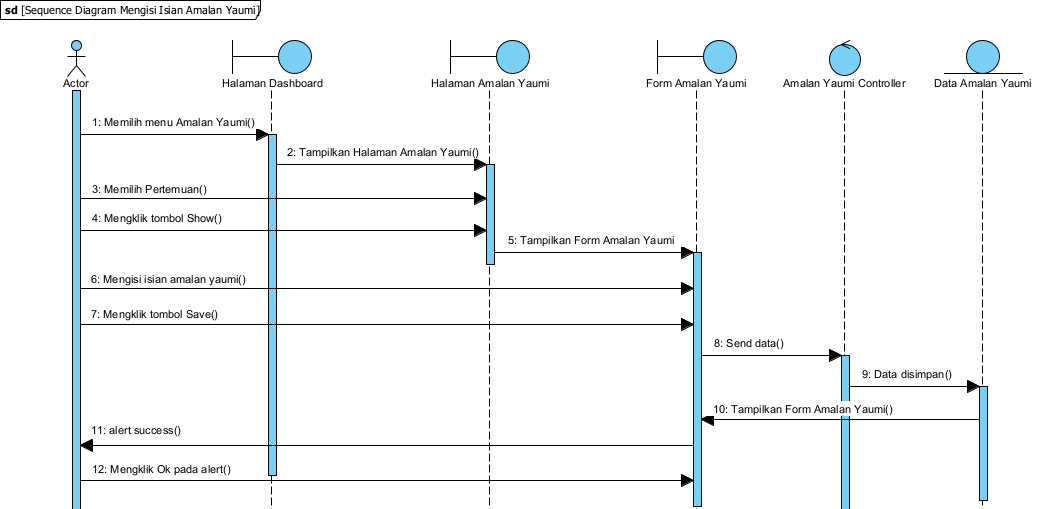 sd [Sequence Diagram Mengisi Isian Amalan Yaumi]
Actor
Halaman Dashboard
Halaman Amalan Yaumi
Form Amalan Yaumi
Amalan Yaumi Controller
Data Amalan Yaumi
1: Memilih menu Amalan Yaumi()
2: Tampilkan Halaman Amalan Yaumi()
3: Memilih Pertemuan()
4: Mengklik tombol Show()
5: Tampilkan Form Amalan Yaumi
6: Mengisi isian amalan yaumi()
7: Mengklik tombol Save()
8: Send data()
9: Data disimpan()
10: Tampilkan Form Amalan Yaumi()
11: alert success()
12: Mengklik Ok pada alert()